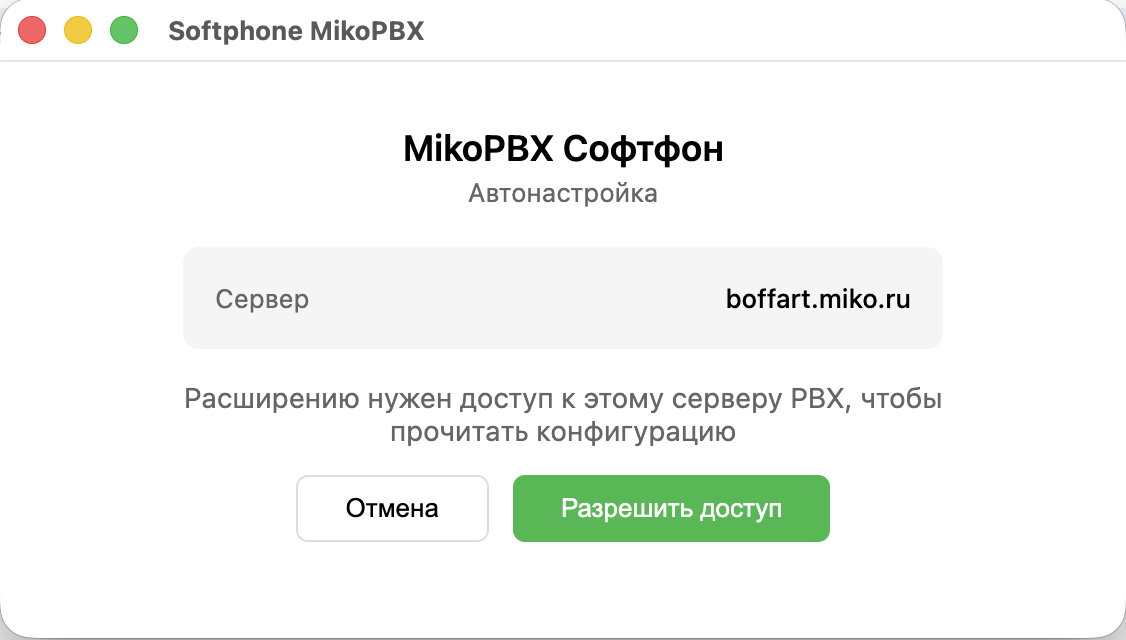 Softphone MikoPBX
MikoPBX Софтфон
Автонастройка
Сервер boffart.miko.ru
Расширению нужен доступ к этому серверу PBX, чтобы
прочитать конфигурацию
Отмена Разрешить доступ